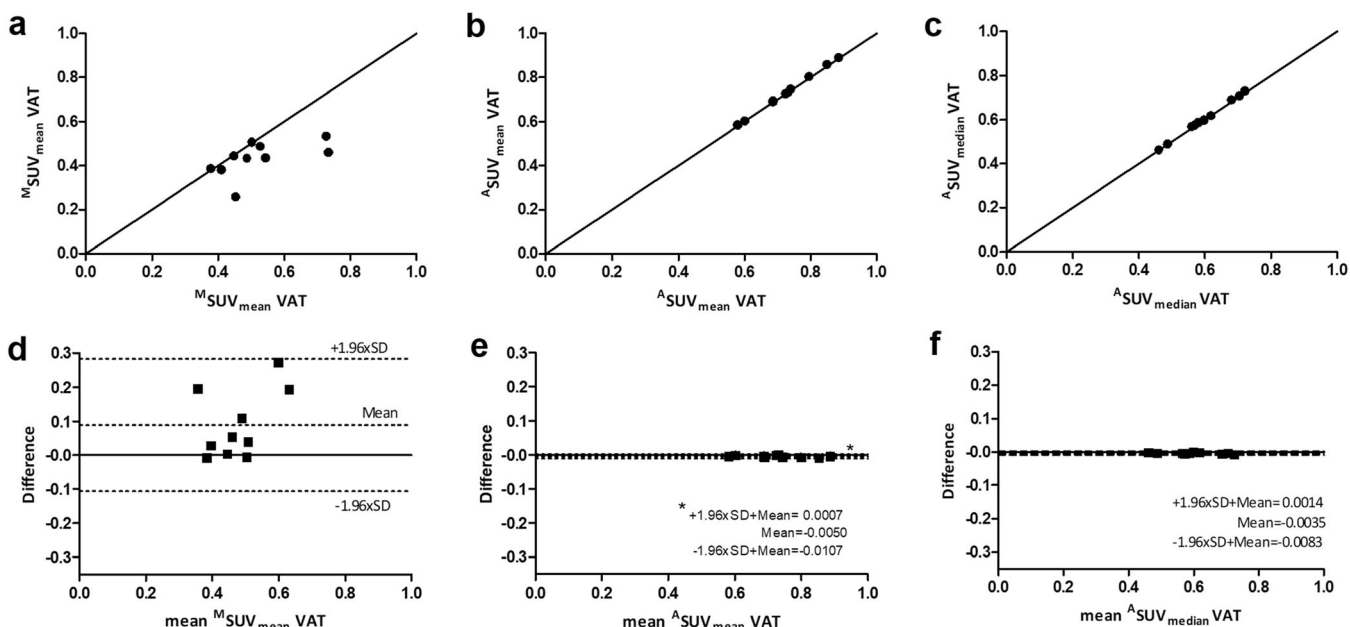 a
1.0
0.8
0.6
0.4
0.2
0.0
ᴹSUVmean VAT
0.0 0.2 0.4 0.6 0.8 1.0
ᴹSUVmean VAT
b
1.0
0.8
0.6
0.4
0.2
0.0
ᴬSUVmean VAT
0.0 0.2 0.4 0.6 0.8 1.0
ᴬSUVmean VAT
c
1.0
0.8
0.6
0.4
0.2
0.0
ᴬSUVmedian VAT
0.0 0.2 0.4 0.6 0.8 1.0
ᴬSUVmedian VAT
d
0.3
0.2
0.1
-0.0
-0.1
-0.2
-0.3
Difference
+1.96xSD
Mean
-1.96xSD
0.0 0.2 0.4 0.6 0.8 1.0
mean ᴹSUVmean VAT
e
0.3
0.2
0.1
-0.0
-0.1
-0.2
-0.3
Difference
*
* +1.96xSD+Mean= 0.0007
Mean=-0.0050
-1.96xSD+Mean=-0.0107
0.0 0.2 0.4 0.6 0.8 1.0
mean ᴬSUVmean VAT
f
0.3
0.2
0.1
-0.0
-0.1
-0.2
-0.3
Difference
+1.96xSD+Mean= 0.0014
Mean=-0.0035
-1.96xSD+Mean=-0.0083
0.0 0.2 0.4 0.6 0.8 1.0
mean ᴬSUVmedian VAT